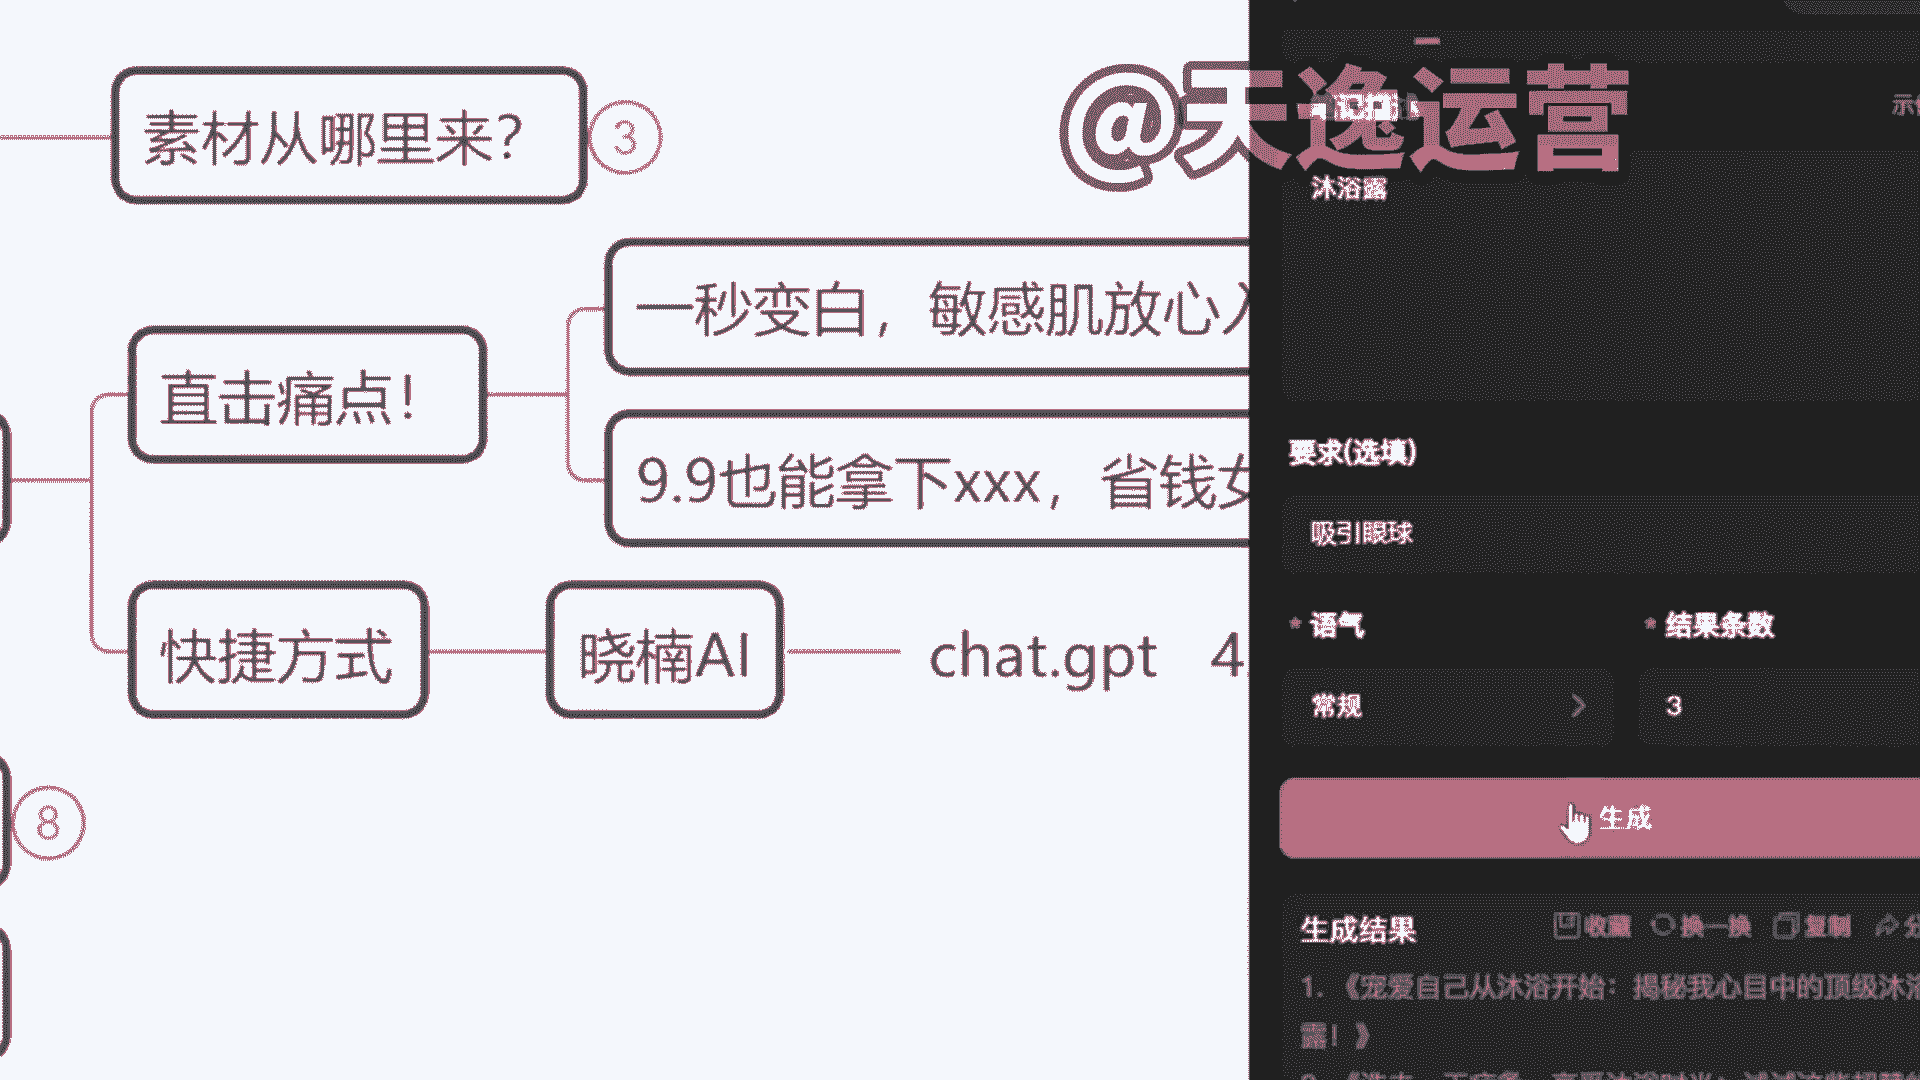 素材从哪里来？
3
@天逸运营
沐浴露
一秒变白，敏感肌放心
直击痛点！
9.9也能拿下xxx，省钱
要求(选填)
吸引眼球
快捷方式
晓楠AI
chat.gpt 4
* 语气
* 结果条数
常规
3
生成
8
生成结果
收藏
换一换
复制
1.《宠爱自己从沐浴开始：揭秘我心目中的顶级沐浴
露！》